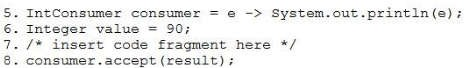 5. IntConsumer consumer = e -> System.out.println(e);
6. Integer value = 90;
7. /* insert code fragment here */
8. consumer.accept(result);